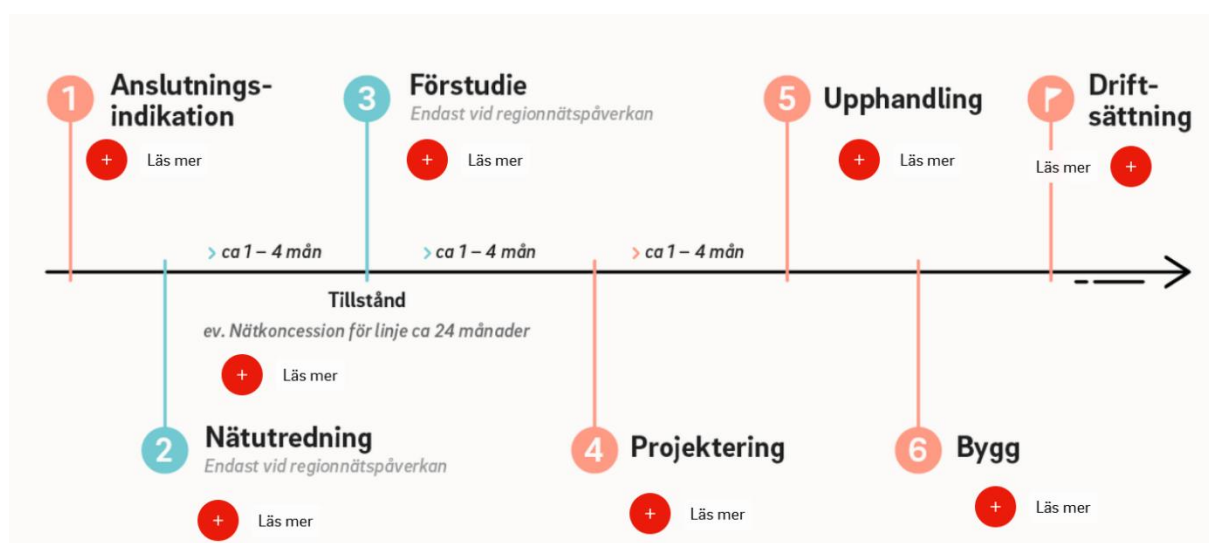 1
Anslutnings-
indikation
+ Läs mer
3
Förstudie
Endast vid regionnätspåverkan
+ Läs mer
5
Upphandling
+ Läs mer
Drift-
sättning
Läs mer +
> ca 1 – 4 mån
> ca 1 – 4 mån
> ca 1 – 4 mån
Tillstånd
ev. Nätkoncession för linje ca 24 månader
+ Läs mer
2
Nätutredning
Endast vid regionnätspåverkan
+ Läs mer
4
Projektering
+ Läs mer
6
Bygg
+ Läs mer